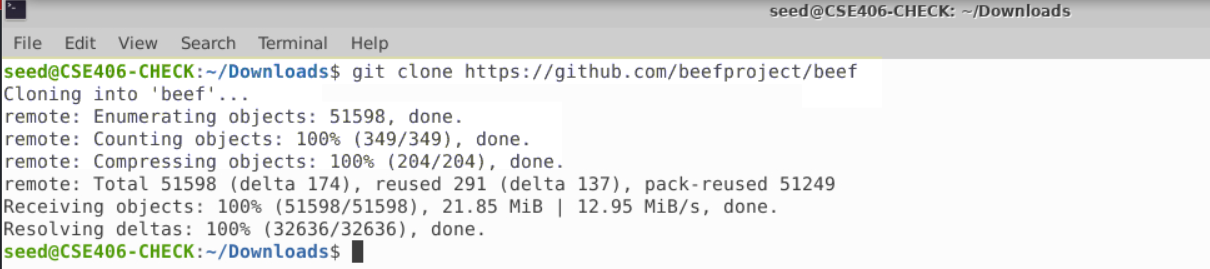 seed@CSE406-CHECK: ~/Downloads
File Edit View Search Terminal Help
seed@CSE406-CHECK:~/Downloads$ git clone https://github.com/beefproject/beef
Cloning into 'beef'...
remote: Enumerating objects: 51598, done.
remote: Counting objects: 100% (349/349), done.
remote: Compressing objects: 100% (204/204), done.
remote: Total 51598 (delta 174), reused 291 (delta 137), pack-reused 51249
Receiving objects: 100% (51598/51598), 21.85 MiB | 12.95 MiB/s, done.
Resolving deltas: 100% (32636/32636), done.
seed@CSE406-CHECK:~/Downloads$